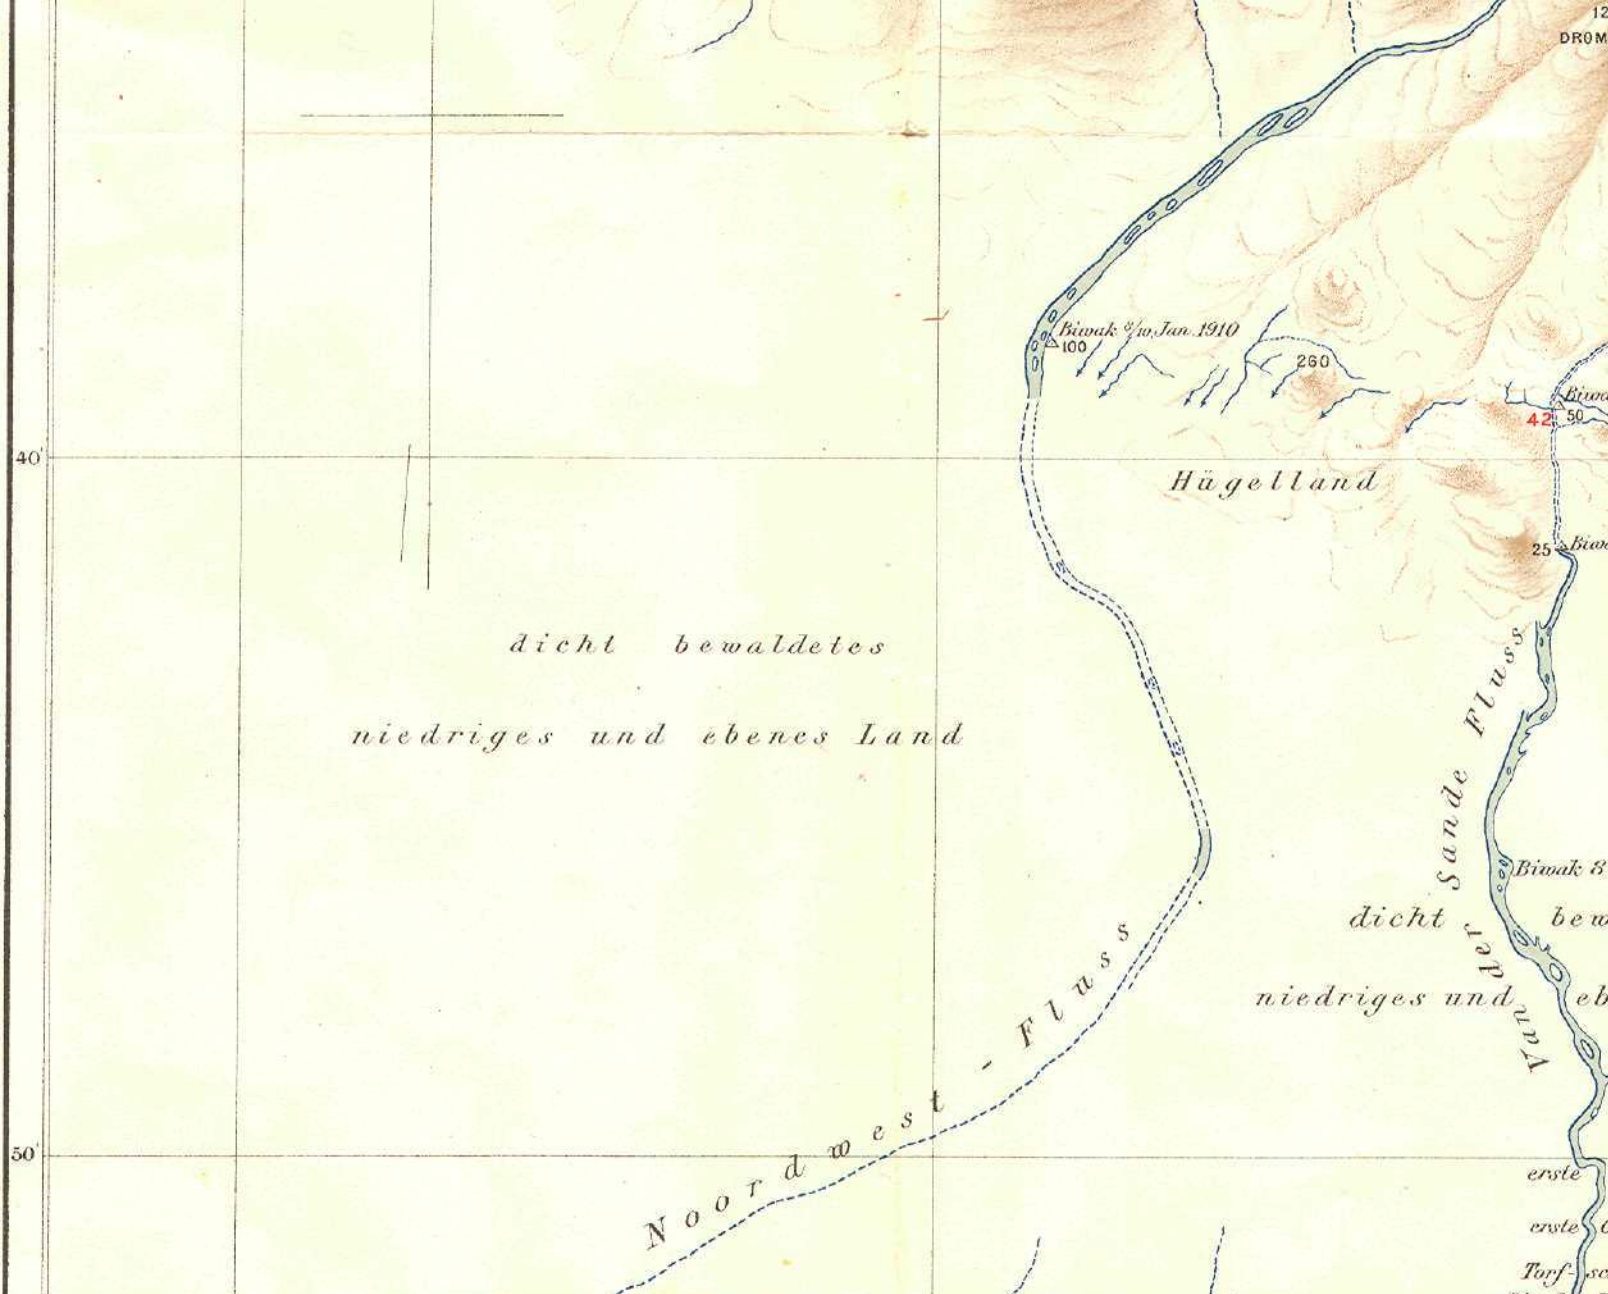 12
DROM
Biwak 8/10 Jan. 1910
100
260
Biwa
42
50
40'
Hügelland
25
Biwa
dicht bewaldetes
niedriges und ebenes Land
Van der Sande Fluss
Biwak 8
dicht bew
niedriges und eb
Noordwest-Fluss
50'
erste
erste
Torf-sc